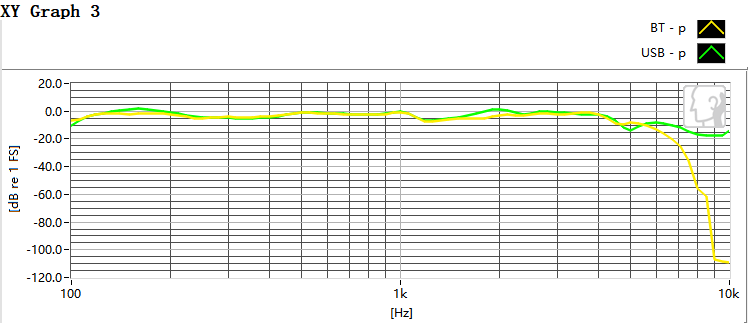 XY Graph 3
BT - p
USB - p
20.0
0.0
-20.0
-40.0
-60.0
-80.0
-100.0
-120.0
[dB re 1 FS]
100
1k
10k
[Hz]